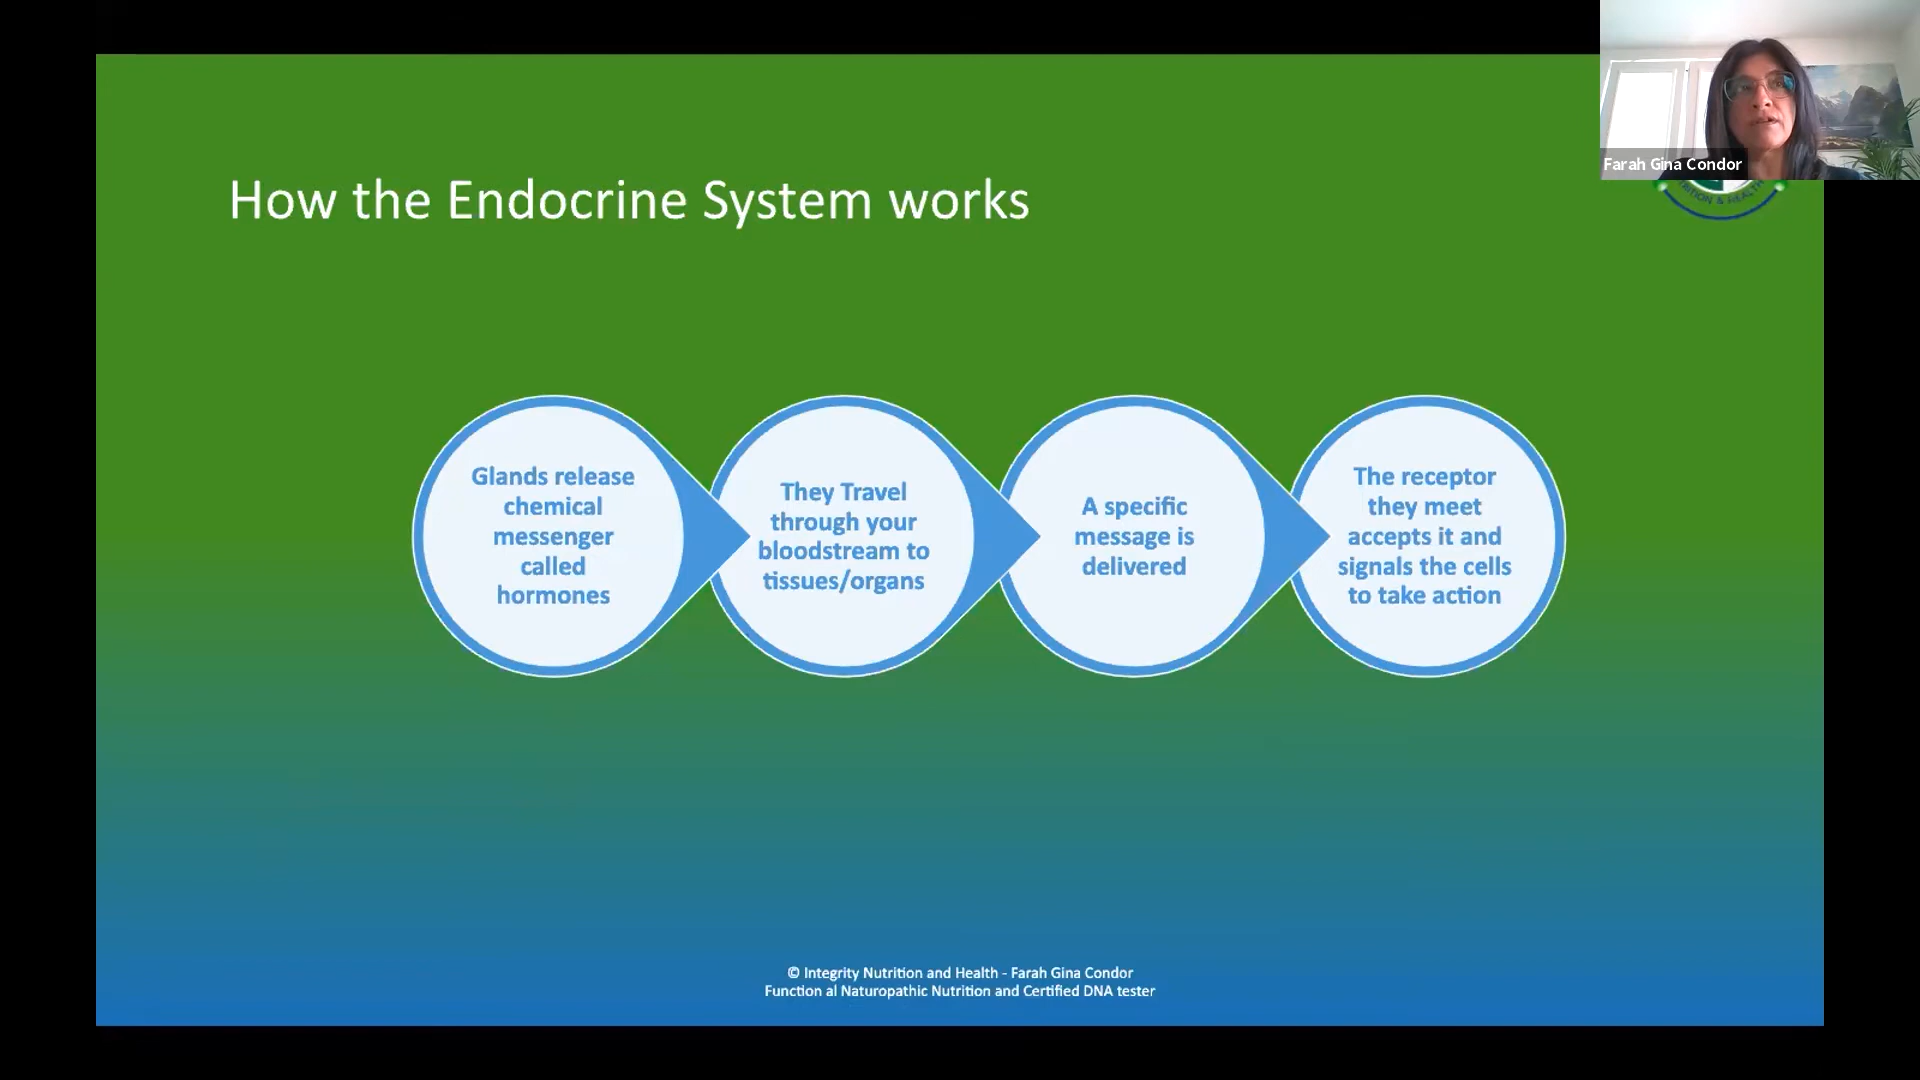 Farah Gina Condor
How the Endocrine System works
Glands release
chemical
messenger
called
hormones
They Travel
through your
bloodstream to
tissues/organs
A specific
message is
delivered
The receptor
they meet
accepts it and
signals the cells
to take action
© Integrity Nutrition and Health - Farah Gina Condor
Function al Naturopathic Nutrition and Certified DNA tester